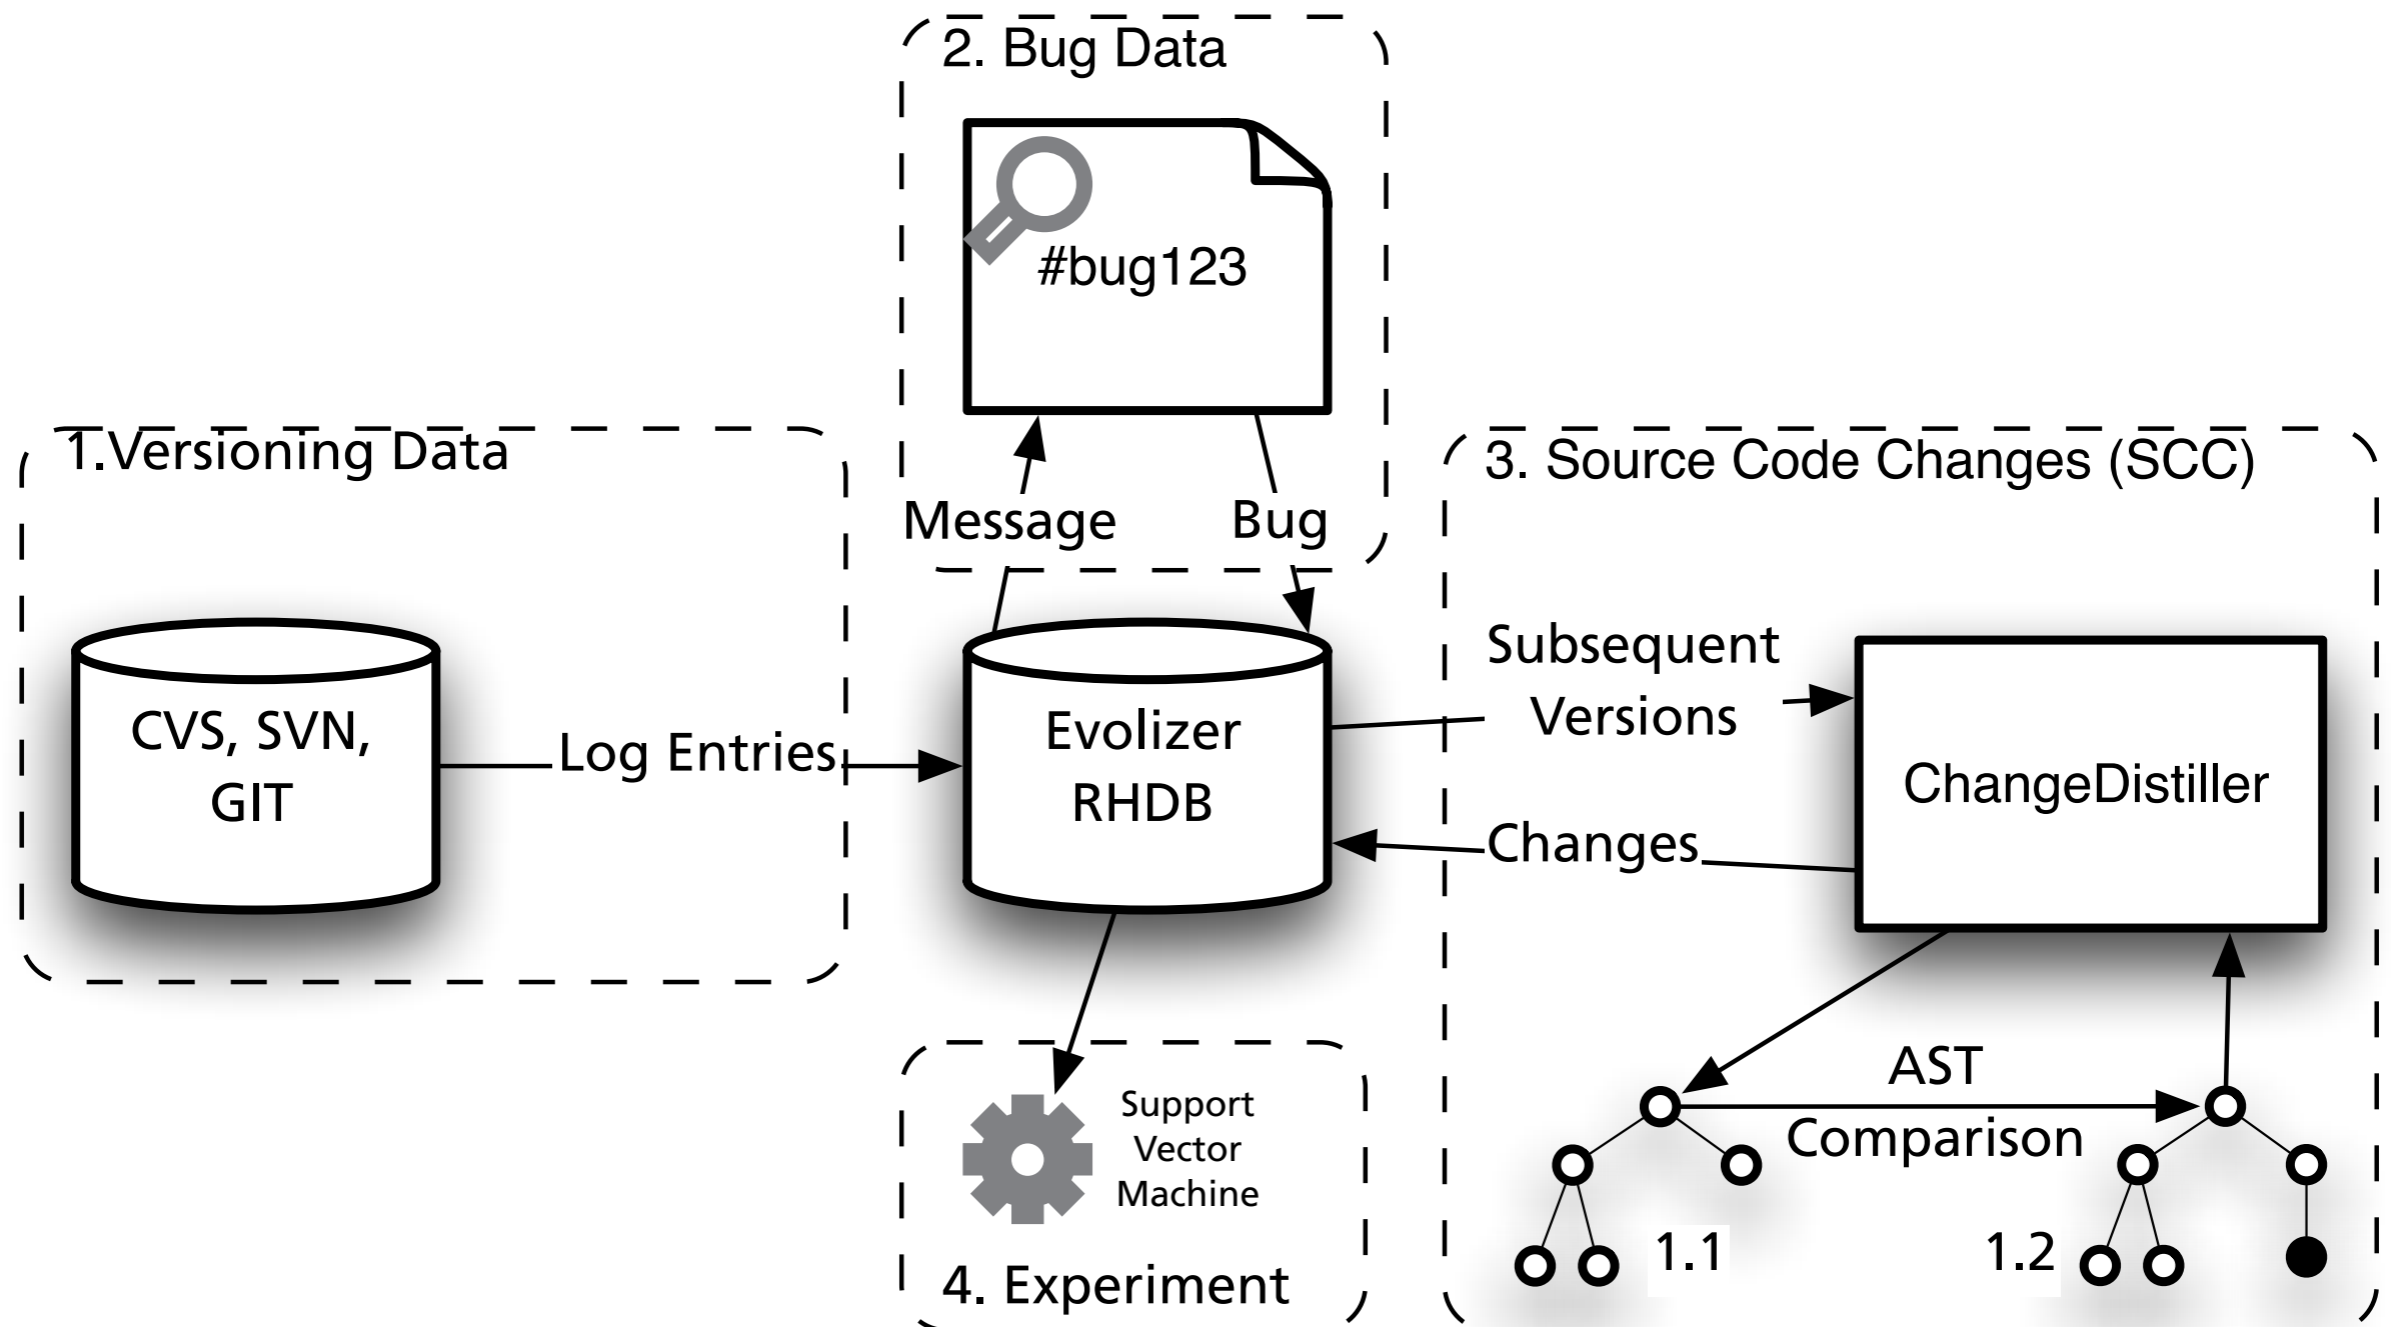 2. Bug Data
#bug123
1.Versioning Data
3. Source Code Changes (SCC)
Message
Bug
CVS, SVN,
GIT
Log Entries
Evolizer
RHDB
Subsequent
Versions
Changes
ChangeDistiller
AST
Comparison
1.1
1.2
Support
Vector
Machine
4. Experiment